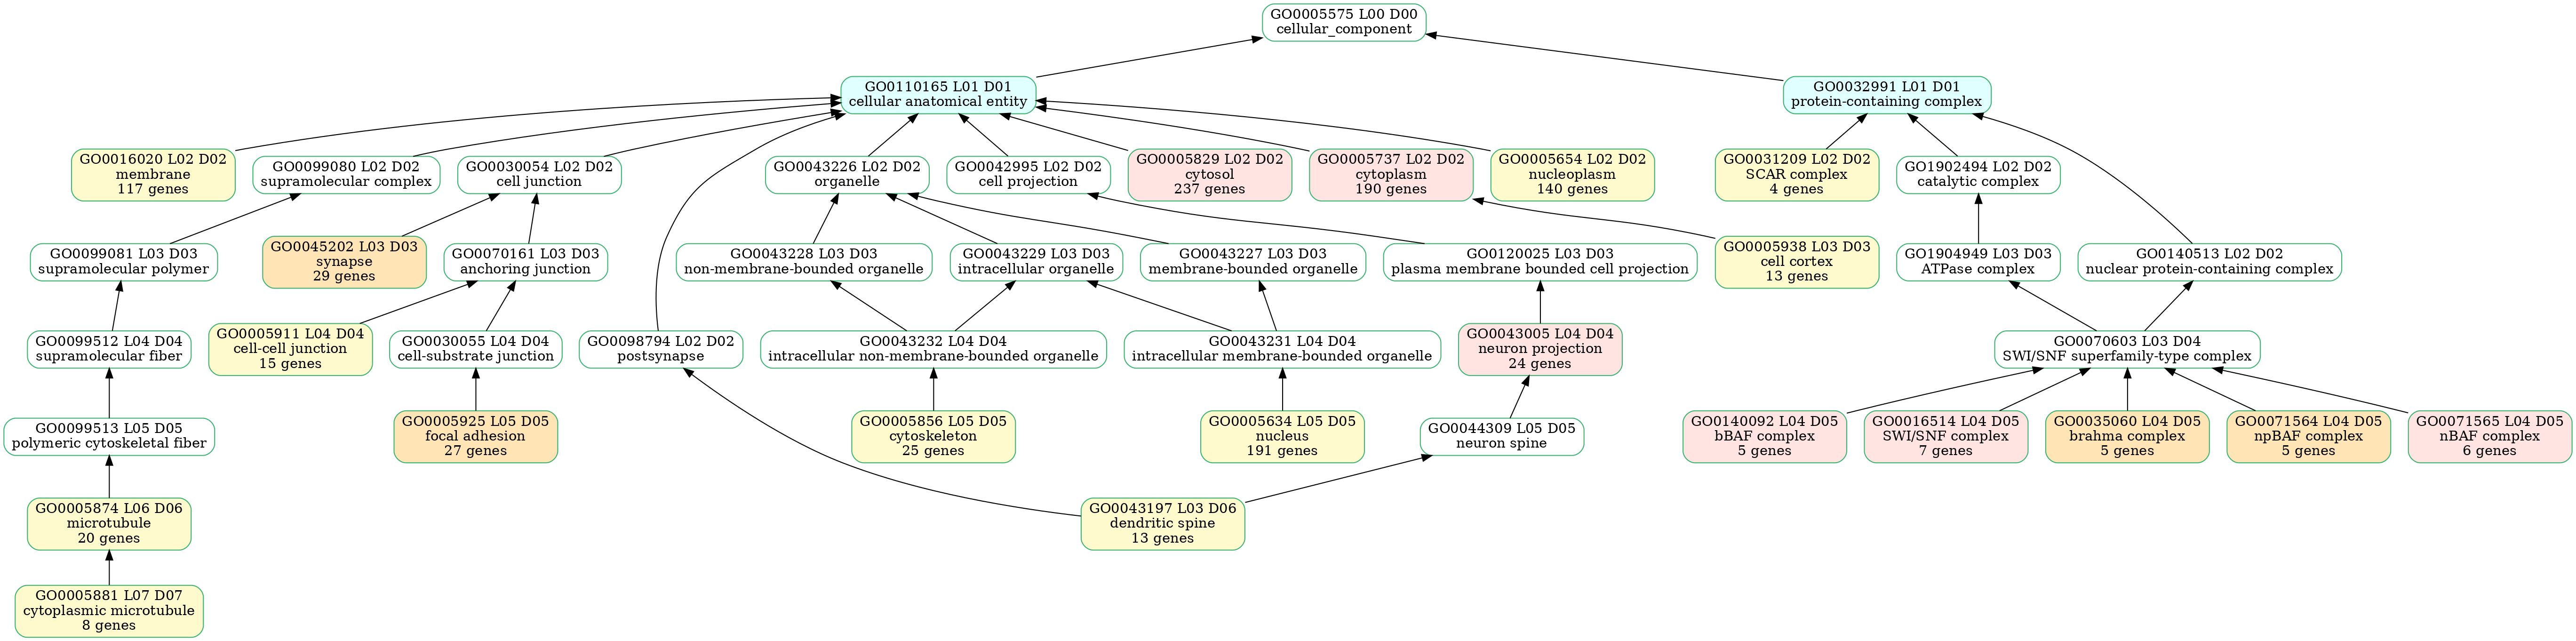 GO0005575 L00 D00
cellular_component
GO0110165 L01 D01
cellular anatomical entity
GO0032991 L01 D01
protein-containing complex
GO0016020 L02 D02
membrane
117 genes
GO0099080 L02 D02
supramolecular complex
GO0030054 L02 D02
cell junction
GO0043226 L02 D02
organelle
GO0042995 L02 D02
cell projection
GO0005829 L02 D02
cytosol
237 genes
GO0005737 L02 D02
cytoplasm
190 genes
GO0005654 L02 D02
nucleoplasm
140 genes
GO0031209 L02 D02
SCAR complex
4 genes
GO1902494 L02 D02
catalytic complex
GO0099081 L03 D03
supramolecular polymer
GO0045202 L03 D03
synapse
29 genes
GO0070161 L03 D03
anchoring junction
GO0043228 L03 D03
non-membrane-bounded organelle
GO0043229 L03 D03
intracellular organelle
GO0043227 L03 D03
membrane-bounded organelle
GO0120025 L03 D03
plasma membrane bounded cell projection
GO0005938 L03 D03
cell cortex
13 genes
GO1904949 L03 D03
ATPase complex
GO0140513 L02 D02
nuclear protein-containing complex
GO0099512 L04 D04
supramolecular fiber
GO0005911 L04 D04
cell-cell junction
15 genes
GO0030055 L04 D04
cell-substrate junction
GO0098794 L02 D02
postsynapse
GO0043232 L04 D04
intracellular non-membrane-bounded organelle
GO0043231 L04 D04
intracellular membrane-bounded organelle
GO0043005 L04 D04
neuron projection
24 genes
GO0070603 L03 D04
SWI/SNF superfamily-type complex
GO0099513 L05 D05
polymeric cytoskeletal fiber
GO0005925 L05 D05
focal adhesion
27 genes
GO0005856 L05 D05
cytoskeleton
25 genes
GO0005634 L05 D05
nucleus
191 genes
GO0044309 L05 D05
neuron spine
GO0140092 L04 D05
bBAF complex
5 genes
GO0016514 L04 D05
SWI/SNF complex
7 genes
GO0035060 L04 D05
brahma complex
5 genes
GO0071564 L04 D05
npBAF complex
5 genes
GO0071565 L04 D05
nBAF complex
6 genes
GO0005874 L06 D06
microtubule
20 genes
GO0043197 L03 D06
dendritic spine
13 genes
GO0005881 L07 D07
cytoplasmic microtubule
8 genes